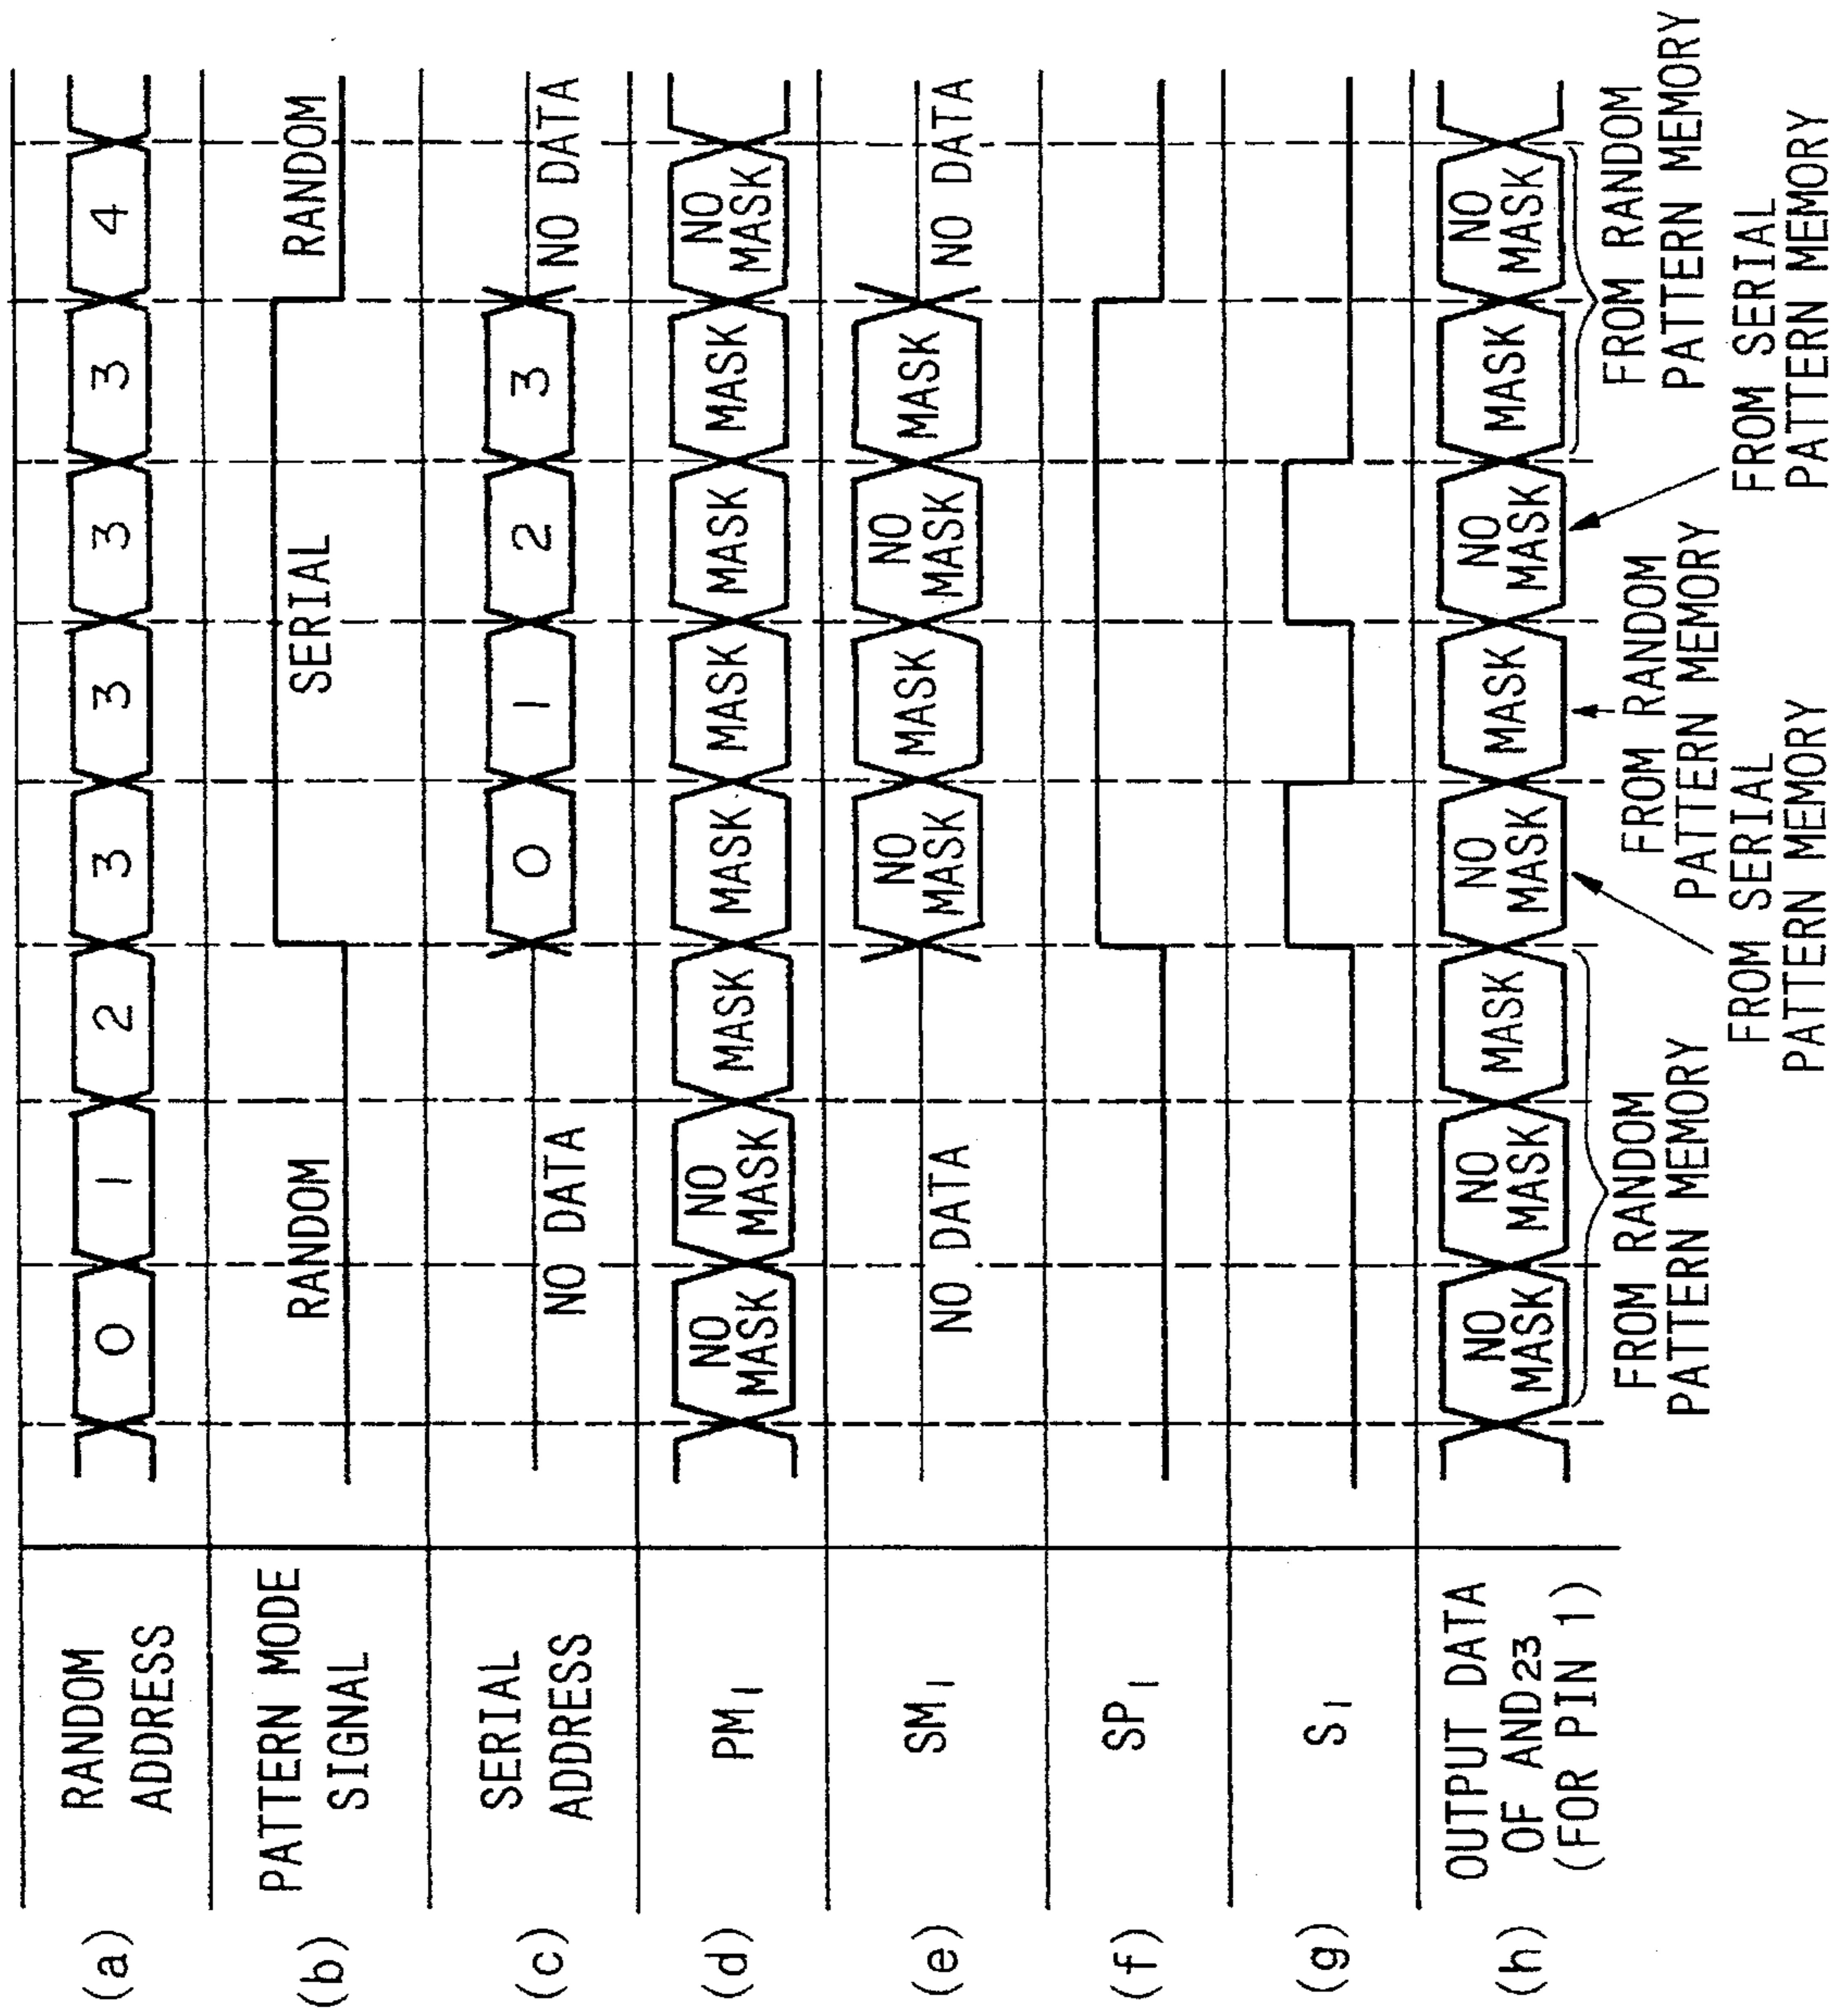 (a)
RANDOM
ADDRESS
0
1
2
3
3
3
3
4
(b)
PATTERN MODE
SIGNAL
RANDOM
SERIAL
RANDOM
(c)
SERIAL
ADDRESS
NO DATA
0
1
2
3
NO DATA
(d)
PM1
NO
MASK
NO
MASK
MASK
MASK
MASK
MASK
MASK
NO
MASK
(e)
SM1
NO DATA
NO
MASK
MASK
NO
MASK
MASK
NO DATA
(f)
SP1
(g)
S1
(h)
OUTPUT DATA
OF AND23
(FOR PIN 1)
NO
MASK
NO
MASK
MASK
NO
MASK
MASK
NO
MASK
MASK
NO
MASK
FROM RANDOM
PATTERN MEMORY
FROM SERIAL
PATTERN MEMORY
FROM RANDOM
PATTERN MEMORY
FROM SERIAL
PATTERN MEMORY
FROM RANDOM
PATTERN MEMORY